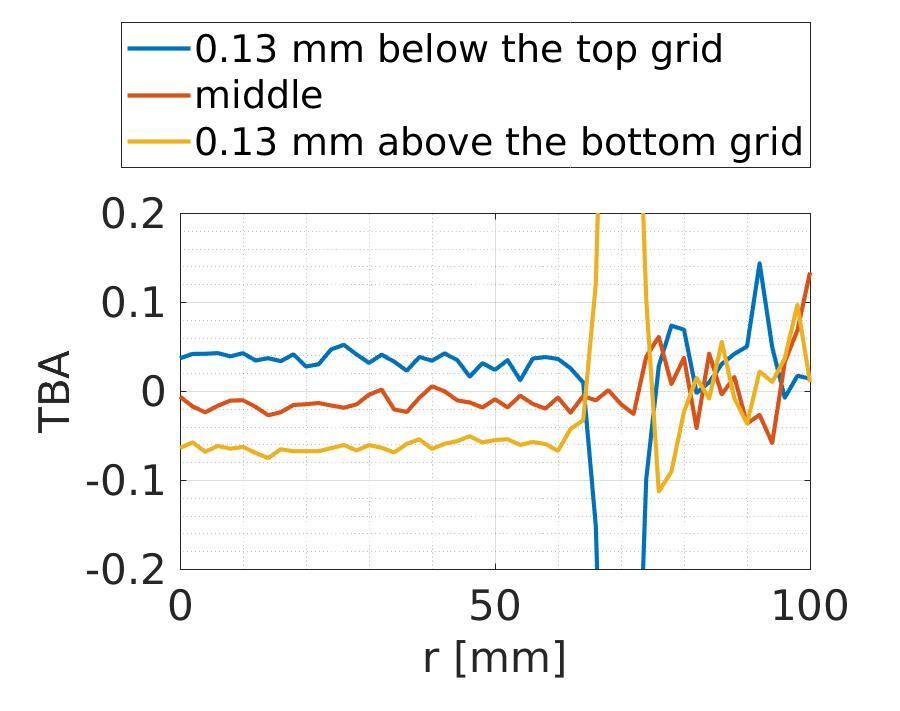 0.13 mm below the top grid
middle
0.13 mm above the bottom grid
0.2
0.1
0
-0.1
-0.2
TBA
0 50 100
r [mm]